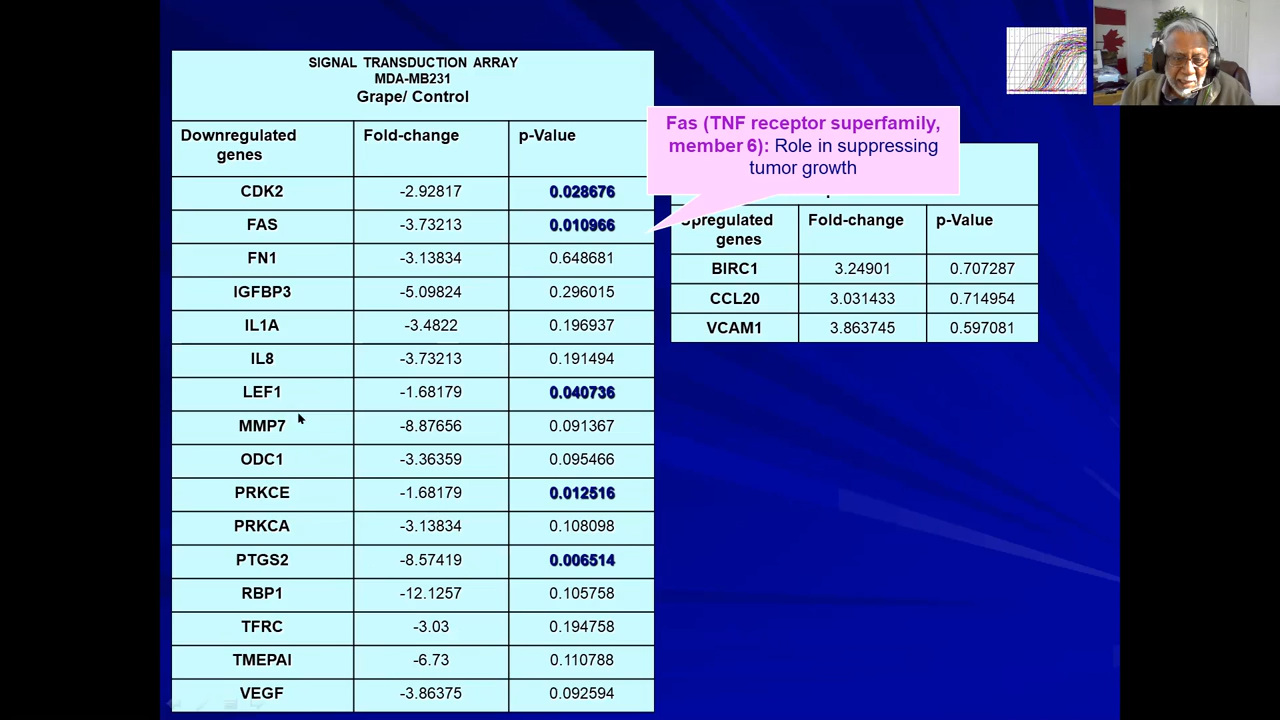 SIGNAL TRANSDUCTION ARRAY
MDA-MB231
Grape/ Control
Downregulated genes Fold-change p-Value
CDK2 -2.92817 0.028676
FAS -3.73213 0.010966
FN1 -3.13834 0.648681
IGFBP3 -5.09824 0.296015
IL1A -3.4822 0.196937
IL8 -3.73213 0.191494
LEF1 -1.68179 0.040736
MMP7 -8.87656 0.091367
ODC1 -3.36359 0.095466
PRKCE -1.68179 0.012516
PRKCA -3.13834 0.108098
PTGS2 -8.57419 0.006514
RBP1 -12.1257 0.105758
TFRC -3.03 0.194758
TMEPAI -6.73 0.110788
VEGF -3.86375 0.092594
Fas (TNF receptor superfamily,
member 6): Role in suppressing
tumor growth
Upregulated genes Fold-change p-Value
BIRC1 3.24901 0.707287
CCL20 3.031433 0.714954
VCAM1 3.863745 0.597081